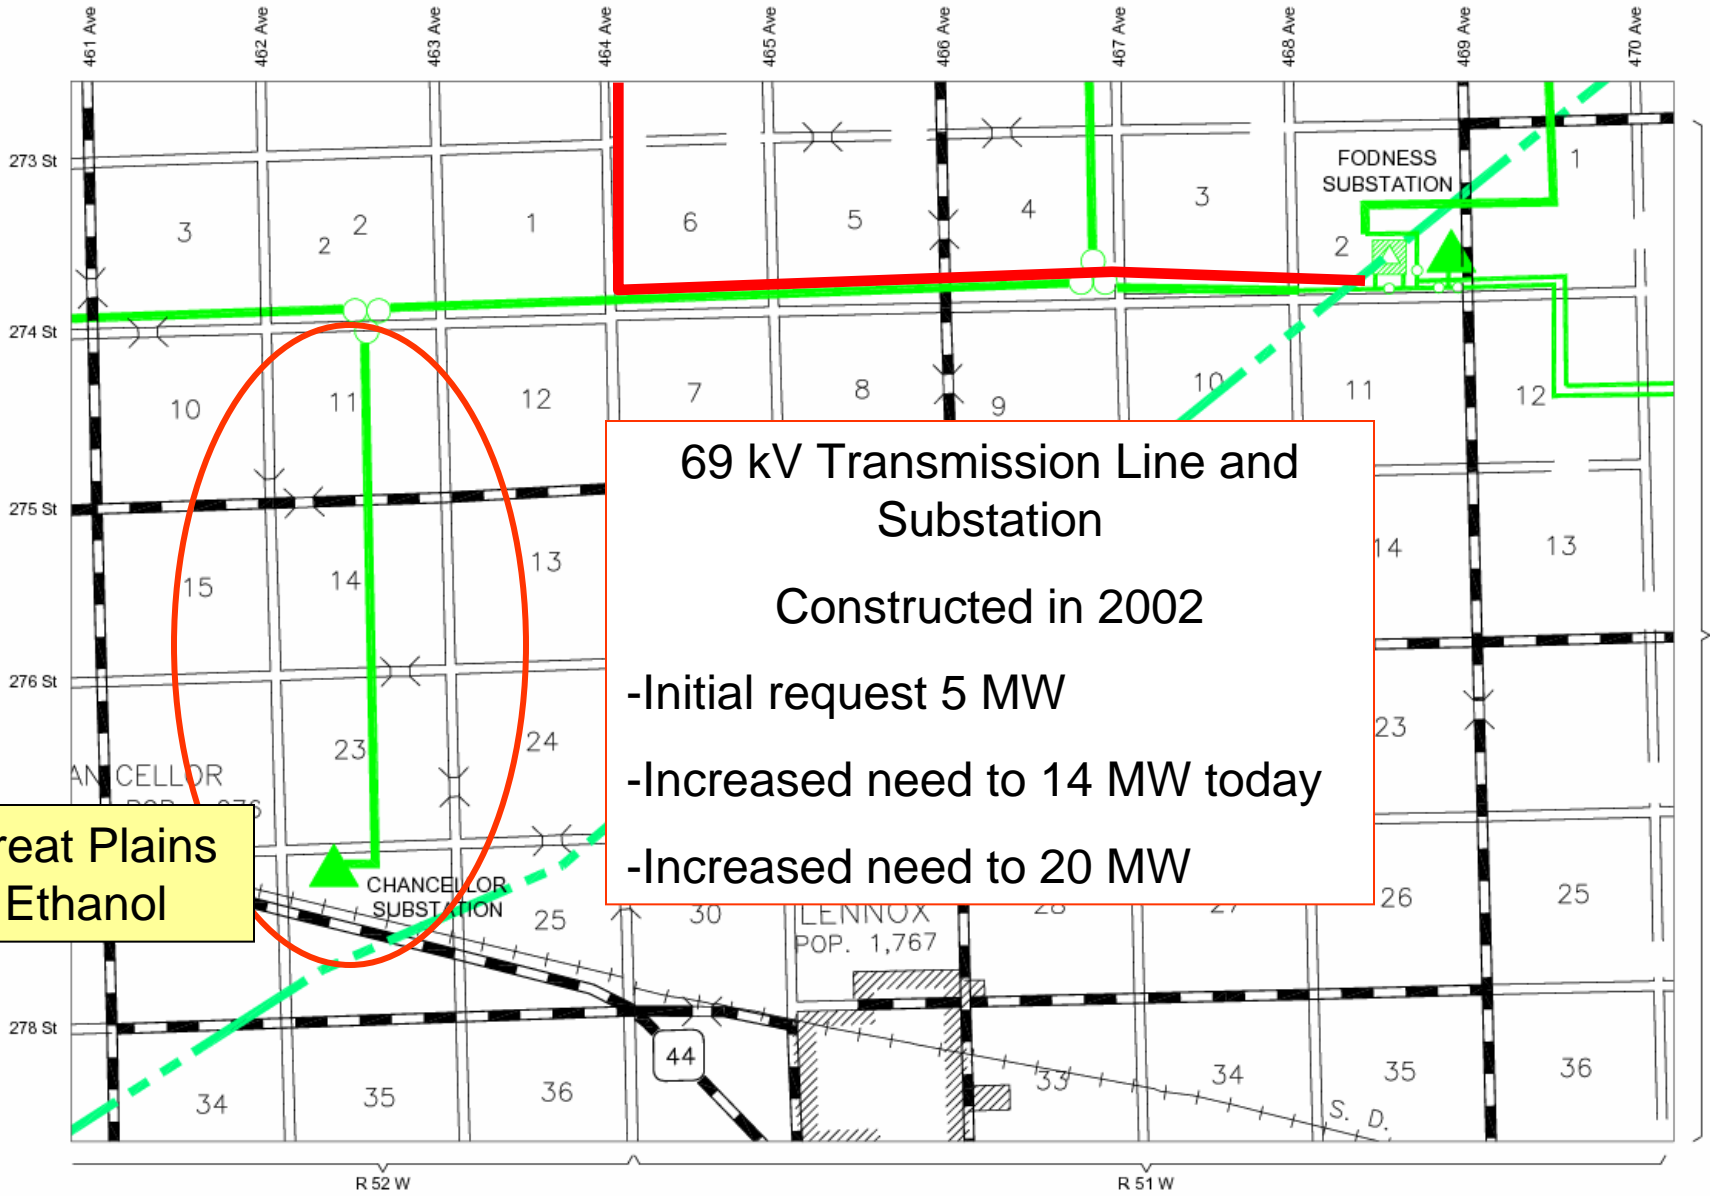 461 Ave
462 Ave
463 Ave
464 Ave
465 Ave
466 Ave
467 Ave
468 Ave
469 Ave
470 Ave
273 St
274 St
275 St
276 St
278 St
3
2
2
1
6
5
4
3
2
1
FODNESS
SUBSTATION
10
11
12
7
8
9
10
11
12
15
14
13
14
13
23
24
23
69 kV Transmission Line and
Substation
Constructed in 2002
-Initial request 5 MW
-Increased need to 14 MW today
-Increased need to 20 MW
ANCELLOR
reat Plains
Ethanol
CHANCELLOR
SUBSTATION
25
30
LENNOX
POP. 1,767
28
27
26
25
44
34
35
36
33
34
35
36
S. D.
R 52 W
R 51 W